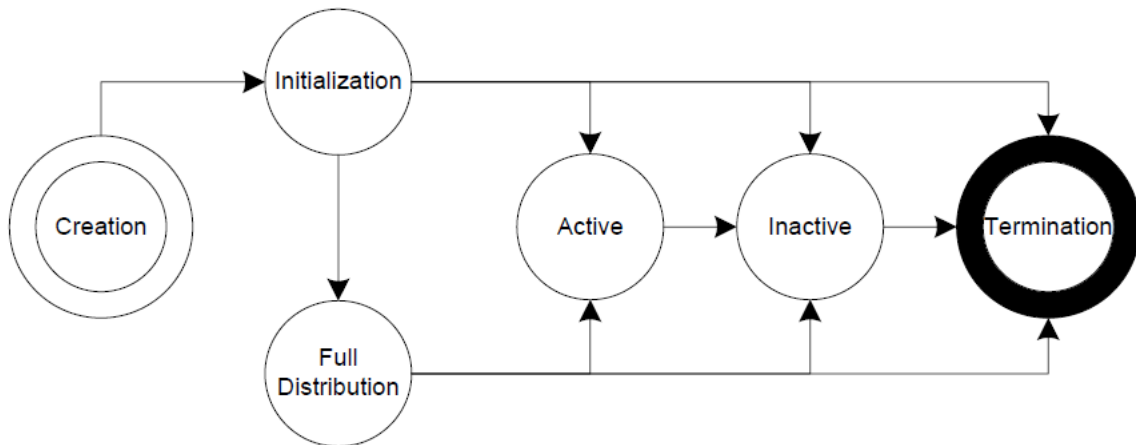 Initialization
Creation
Active
Inactive
Termination
Full
Distribution